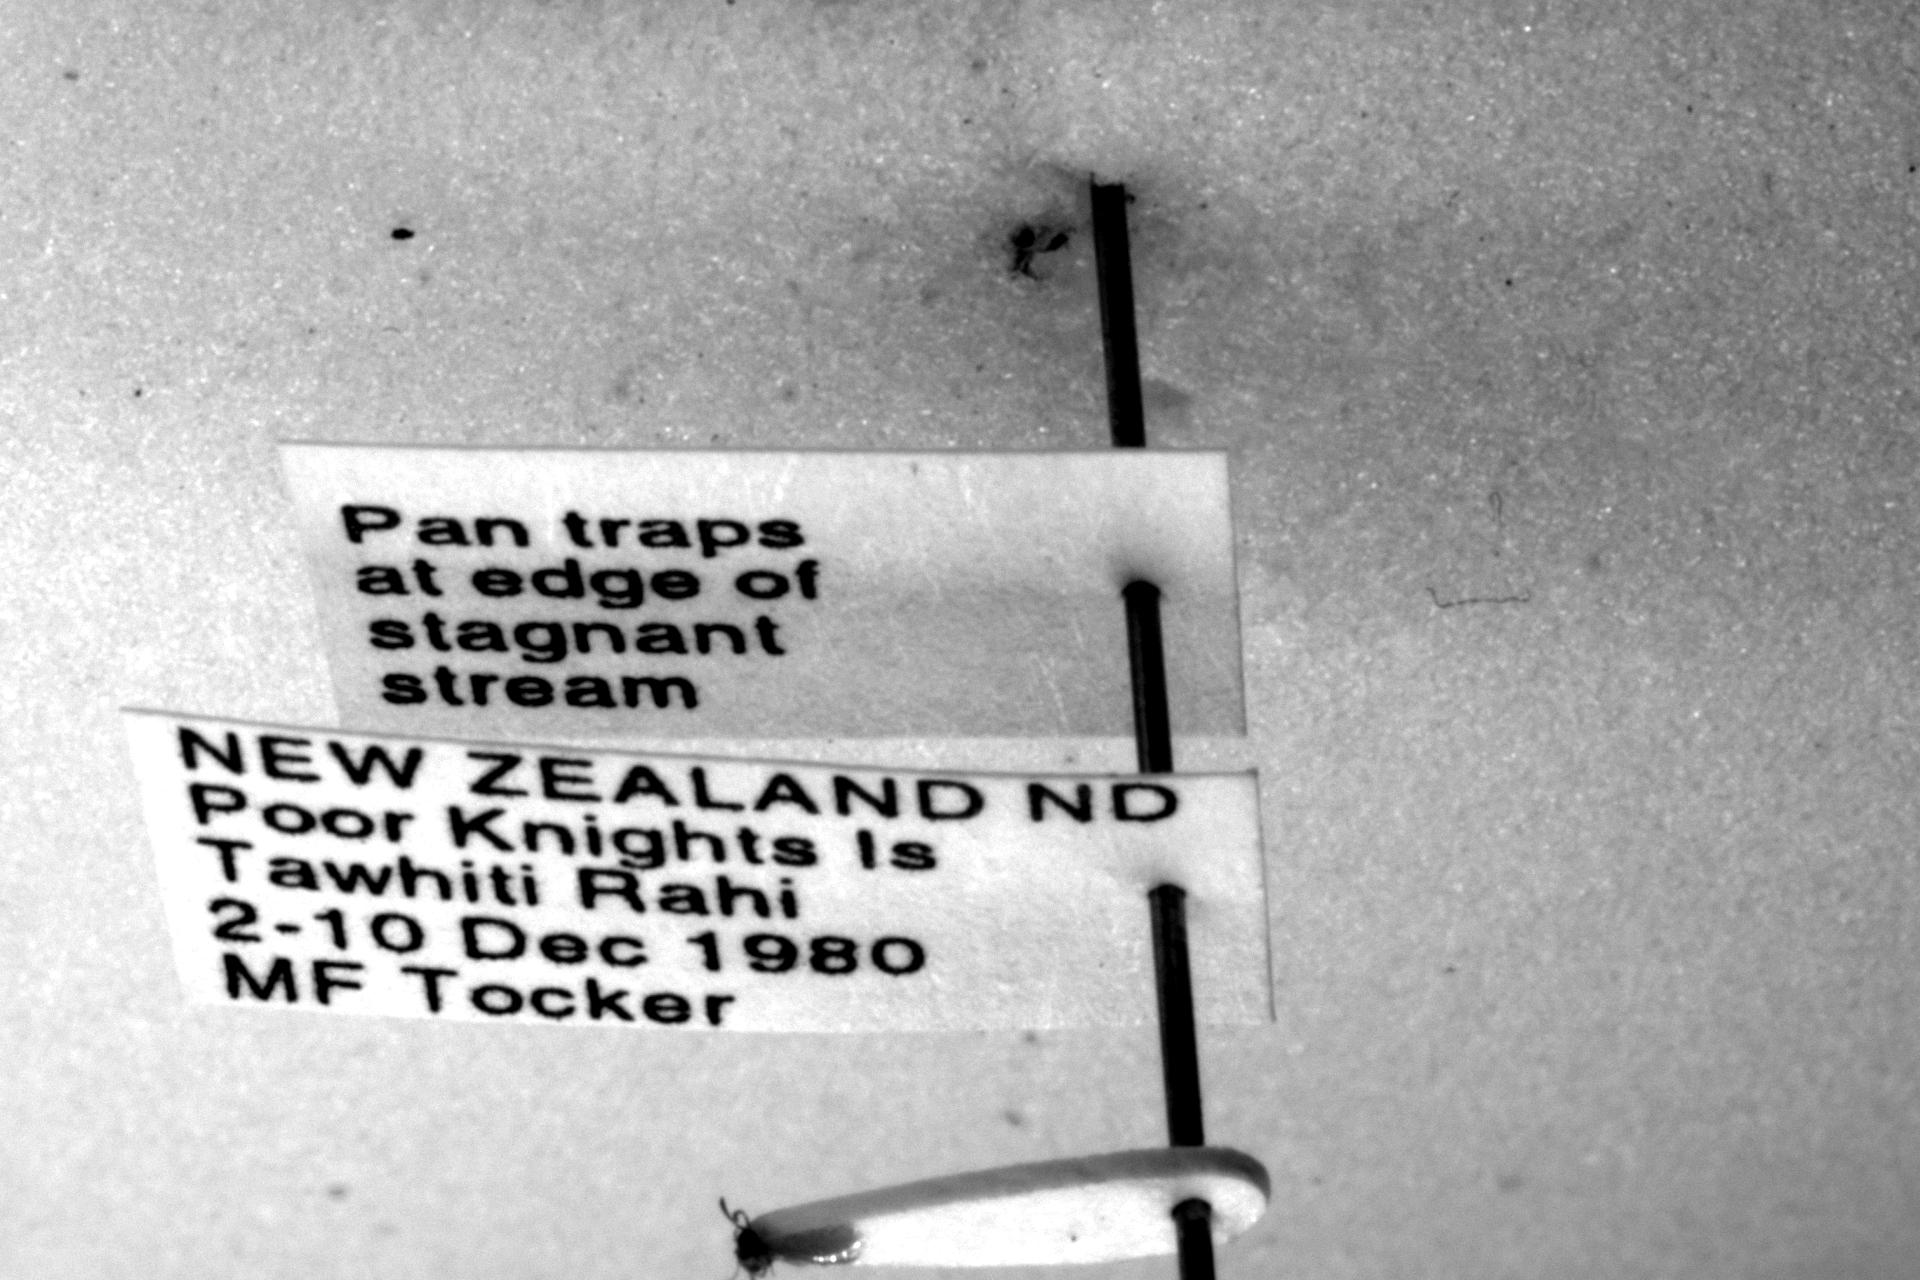 Pan traps
at edge of
stagnant
stream
NEW ZEALAND ND
Poor Knights Is
Tawhiti Rahi
2-10 Dec 1980
MF Tocker